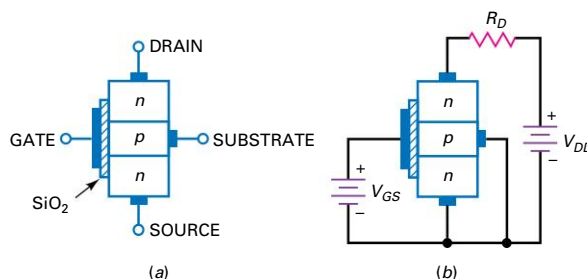 DRAIN
n
GATE
p
SUBSTRATE
n
SiO2
SOURCE
(a)
RD
n
+
p
VDD
−
+
n
VGS
−
(b)